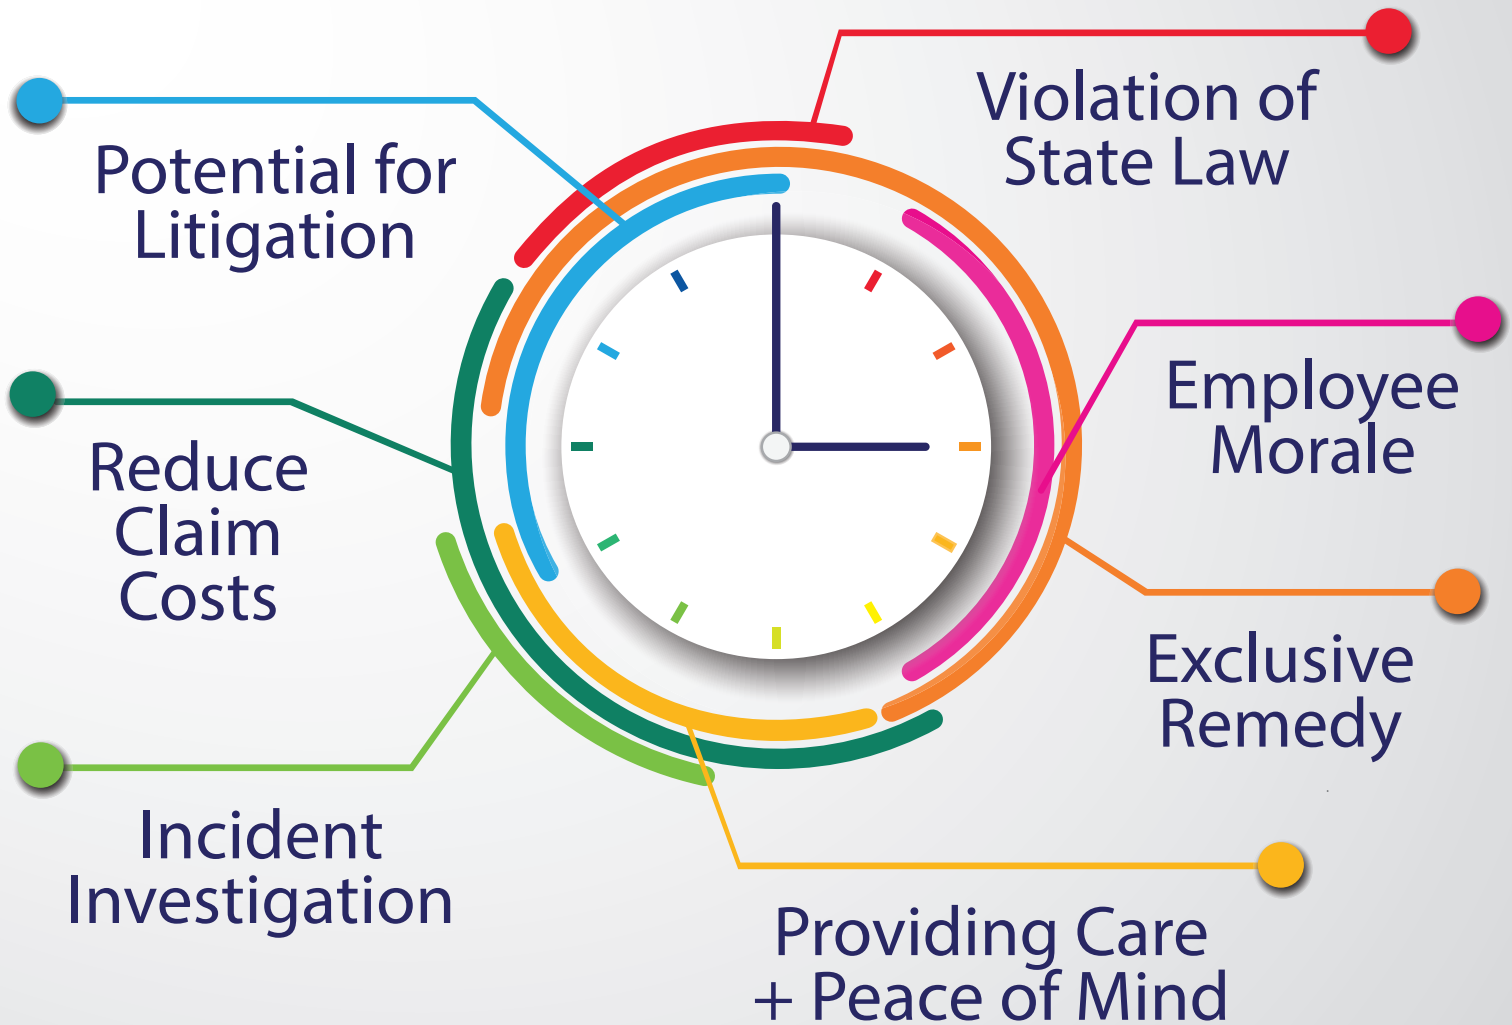 Violation of
State Law
Potential for
Litigation
Employee
Morale
Reduce
Claim
Costs
Exclusive
Remedy
Incident
Investigation
Providing Care
+ Peace of Mind